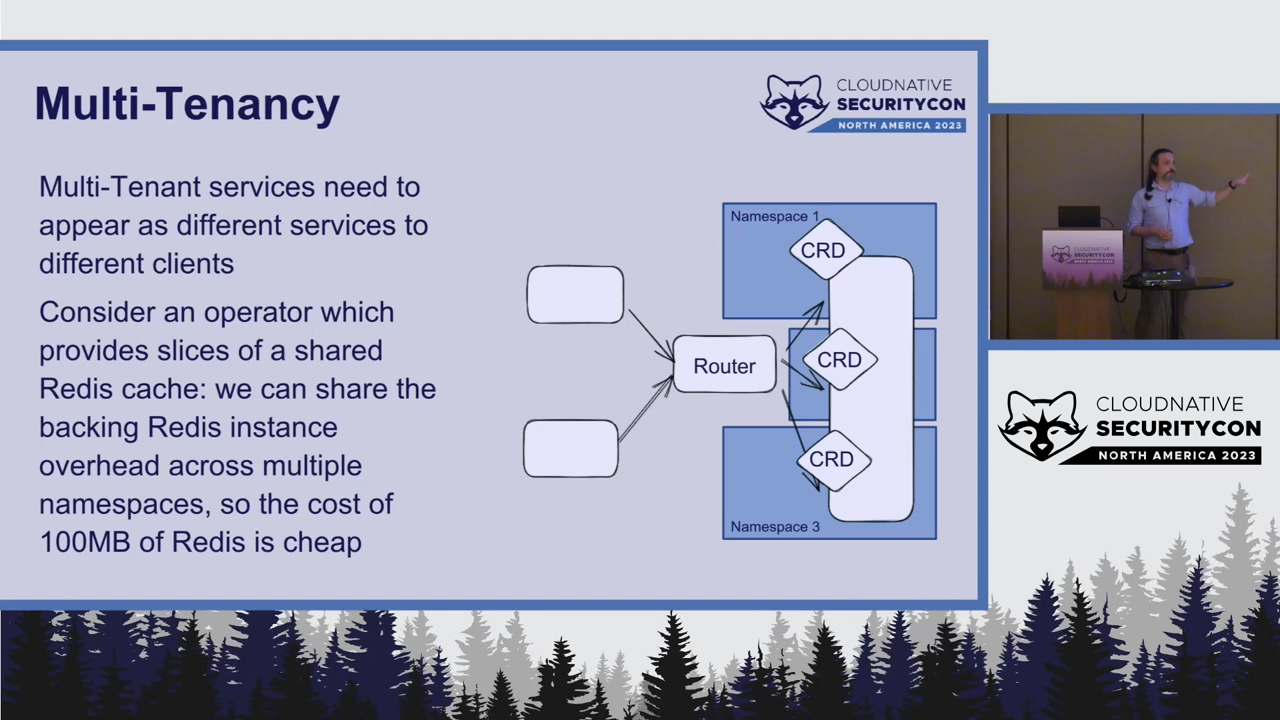 Multi-Tenancy
CLOUDNATIVE
SECURITYCON
NORTH AMERICA 2023
Multi-Tenant services need to
appear as different services to
different clients
Consider an operator which
provides slices of a shared
Redis cache: we can share the
backing Redis instance
overhead across multiple
namespaces, so the cost of
100MB of Redis is cheap
Namespace 1
CRD
Router
CRD
CRD
Namespace 3
CLOUDNATIVE
SECURITYCON
NORTH AMERICA 2023